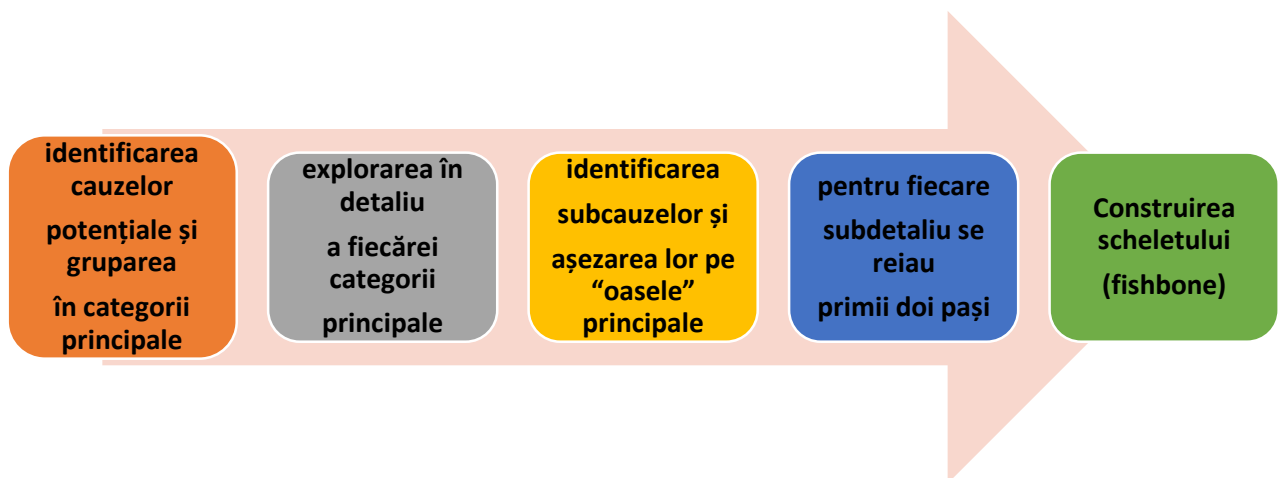 identificarea
cauzelor
potențiale și
gruparea
în categorii
principale
explorarea în
detaliu
a fiecărei
categorii
principale
identificarea
subcauzelor și
așezarea lor pe
“oasele”
principale
pentru fiecare
subdetaliu se
reiau
primii doi pași
Construirea
scheletului
(fishbone)